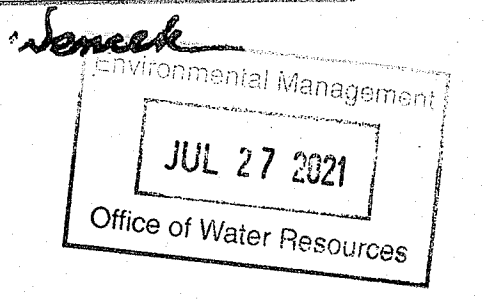 Environmental Management
JUL 27 2021
Office of Water Resources